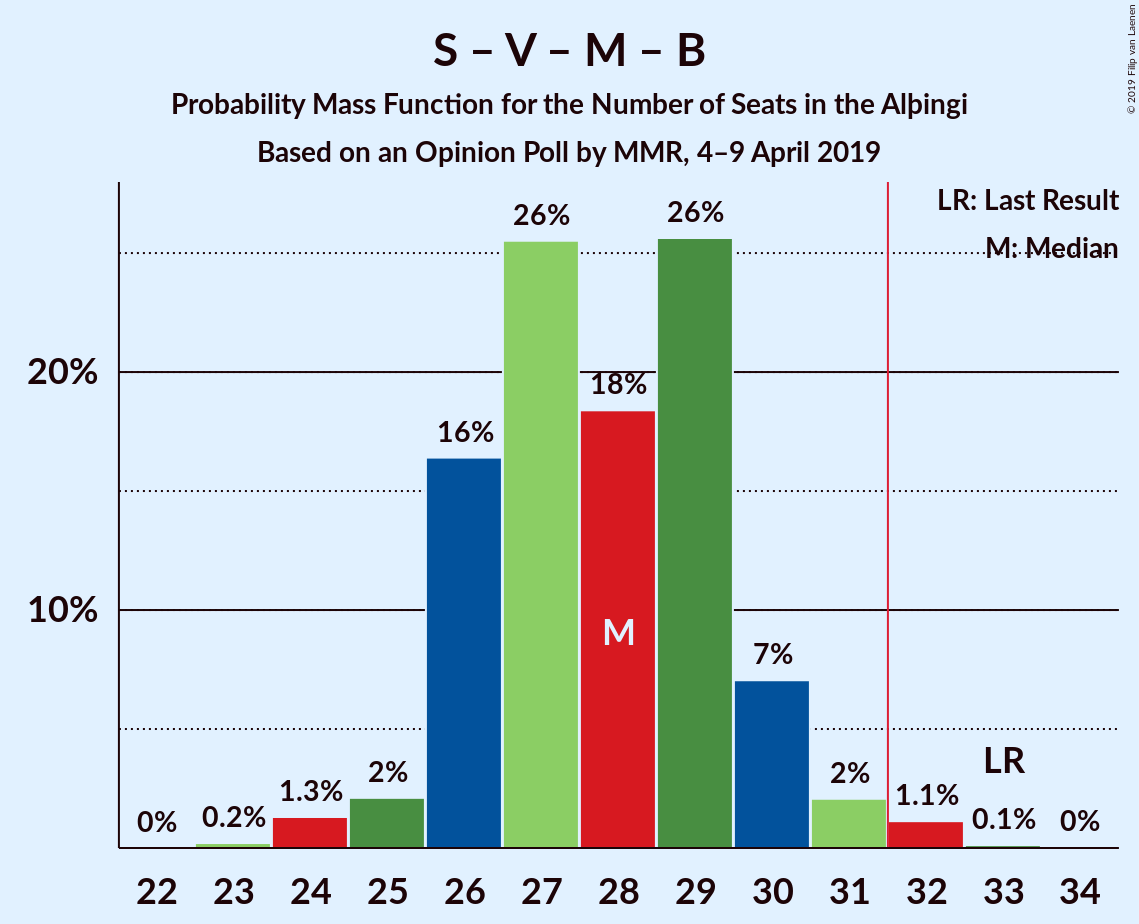 S – V – M – B
Probability Mass Function for the Number of Seats in the Alþingi
Based on an Opinion Poll by MMR, 4–9 April 2019
© 2019 Filip van Laenen
LR: Last Result
M: Median
26% 26%
20%
18%
16%
10%
M
7%
LR
0% 0.2% 1.3% 2% 2% 1.1% 0.1% 0%
22 23 24 25 26 27 28 29 30 31 32 33 34